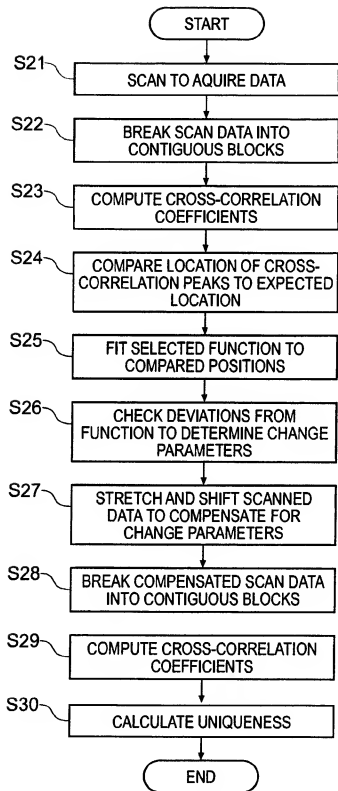 START
S21
SCAN TO AQUIRE DATA
S22
BREAK SCAN DATA INTO
CONTIGUOUS BLOCKS
S23
COMPUTE CROSS-CORRELATION
COEFFICIENTS
S24
COMPARE LOCATION OF CROSS-
CORRELATION PEAKS TO EXPECTED
LOCATION
S25
FIT SELECTED FUNCTION TO
COMPARED POSITIONS
S26
CHECK DEVIATIONS FROM
FUNCTION TO DETERMINE CHANGE
PARAMETERS
S27
STRETCH AND SHIFT SCANNED
DATA TO COMPENSATE FOR
CHANGE PARAMETERS
S28
BREAK COMPENSATED SCAN DATA
INTO CONTIGUOUS BLOCKS
S29
COMPUTE CROSS-CORRELATION
COEFFICIENTS
S30
CALCULATE UNIQUENESS
END